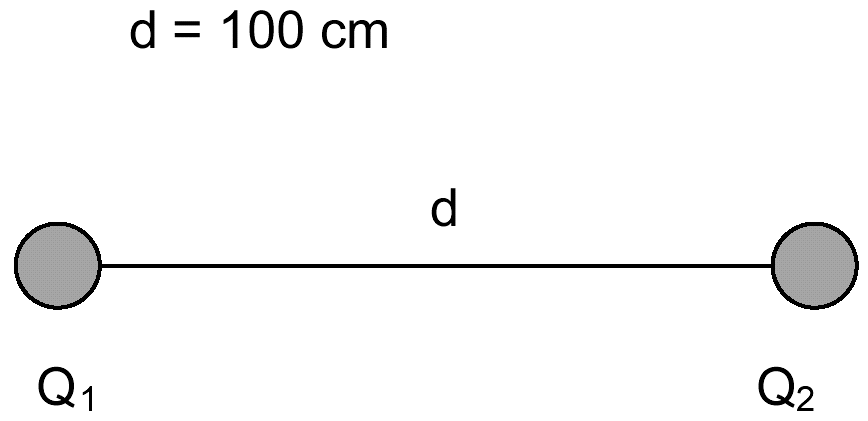 d = 100 cm
d
Q₁ Q₂